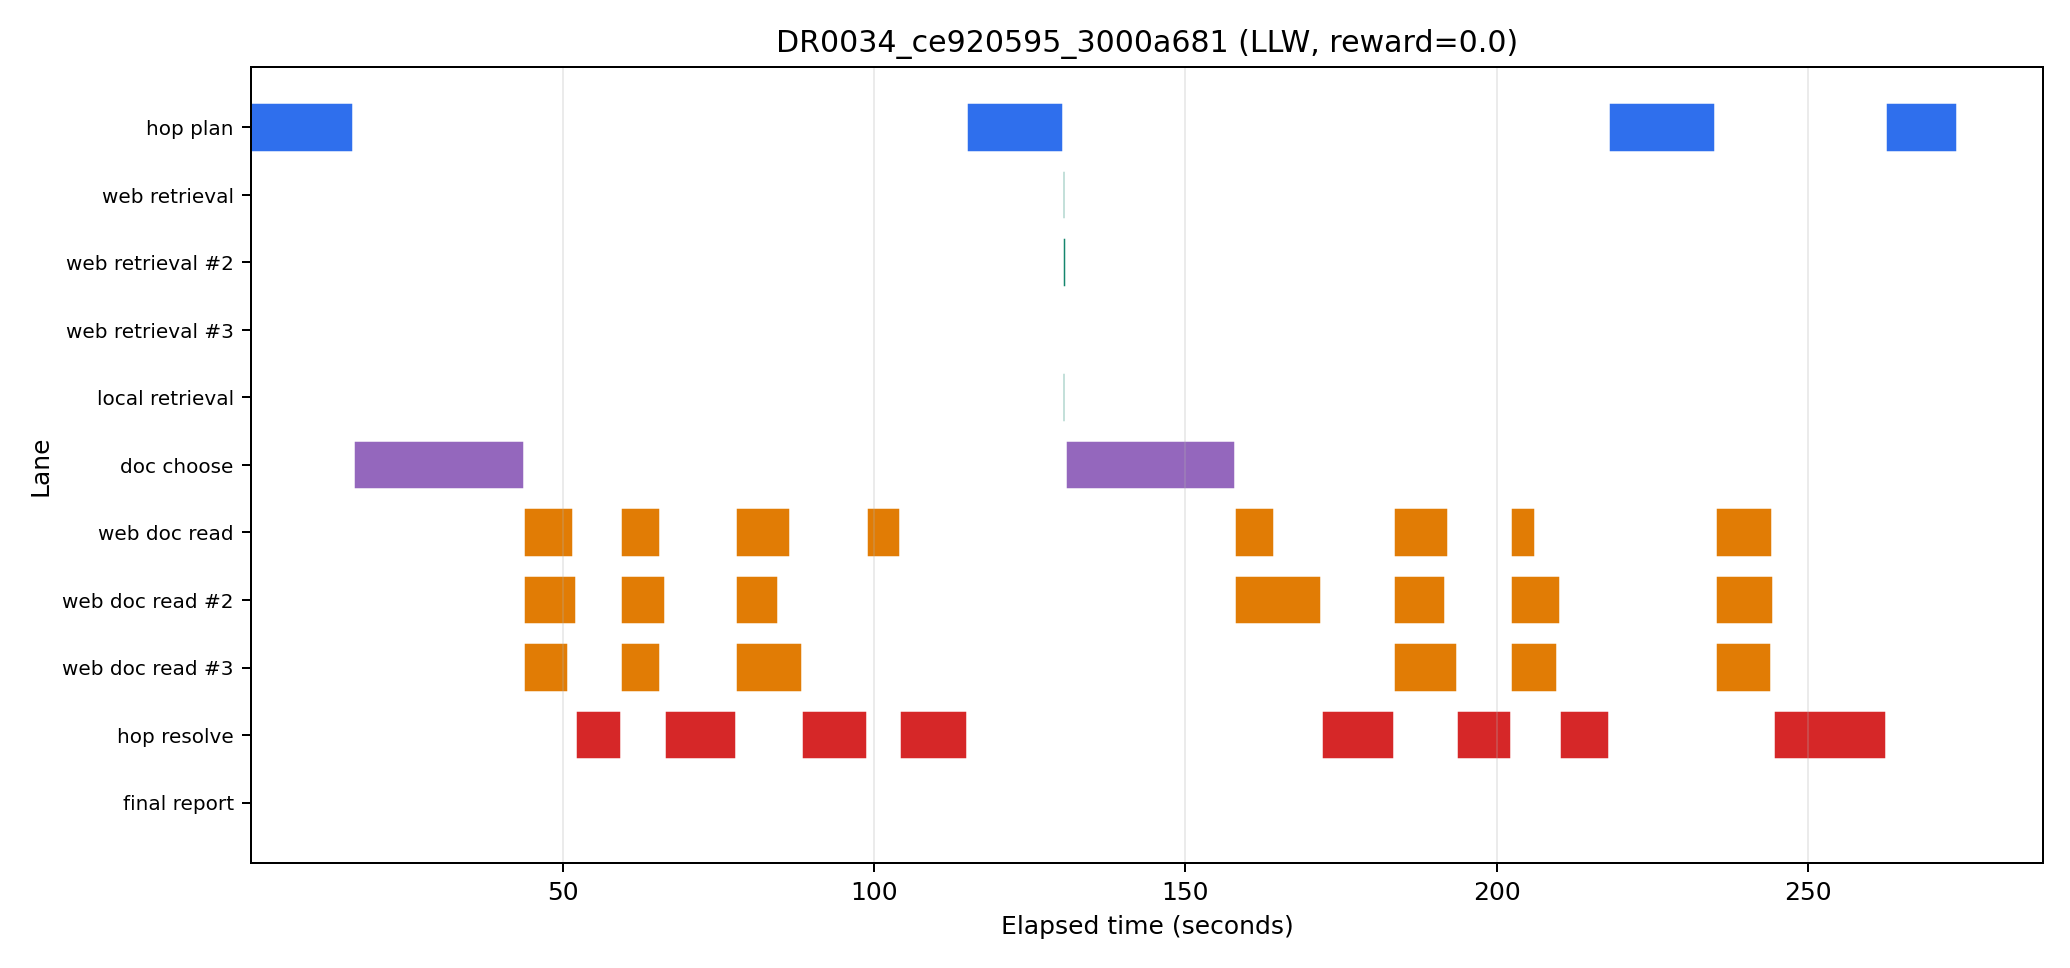 DR0034_ce920595_3000a681 (LLW, reward=0.0)
Lane
hop plan
web retrieval
web retrieval #2
web retrieval #3
local retrieval
doc choose
web doc read
web doc read #2
web doc read #3
hop resolve
final report
50 100 150 200 250
Elapsed time (seconds)